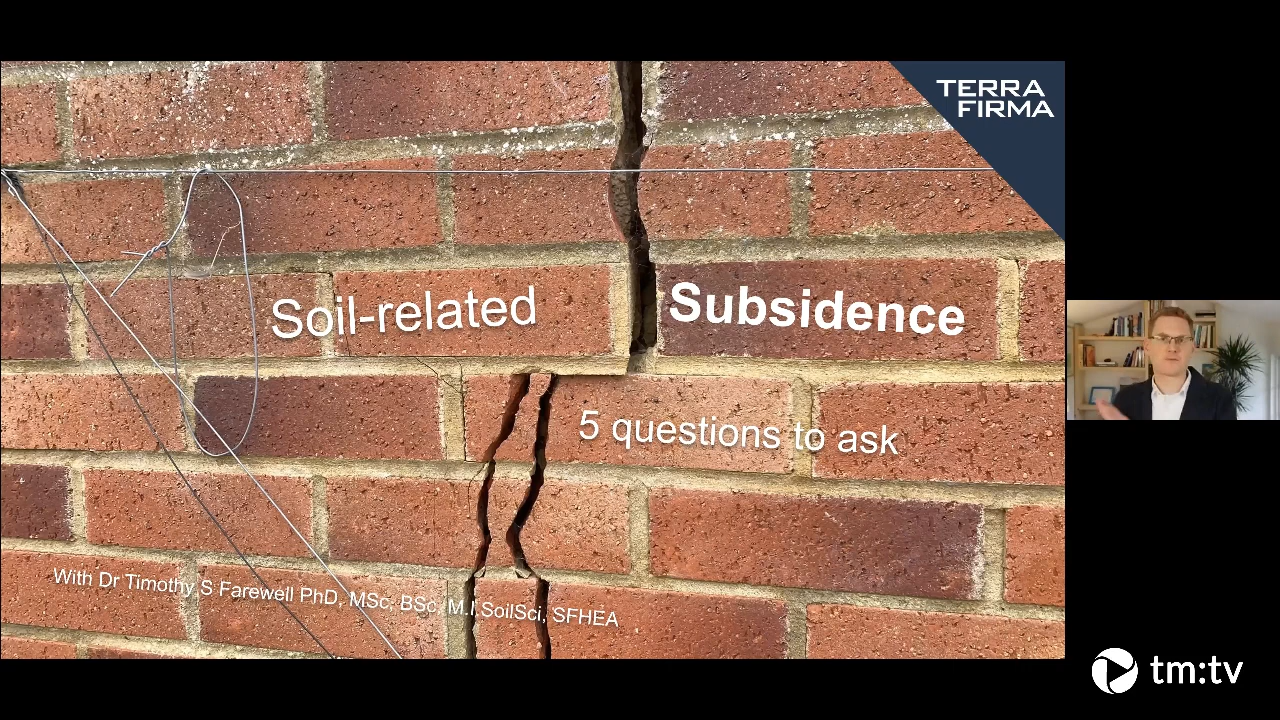 TERRA
FIRMA
Soil-related Subsidence
5 questions to ask
With Dr Timothy S Farewell PhD, MSc, BSc, M.I.SoilSci, SFHEA
tm:tv